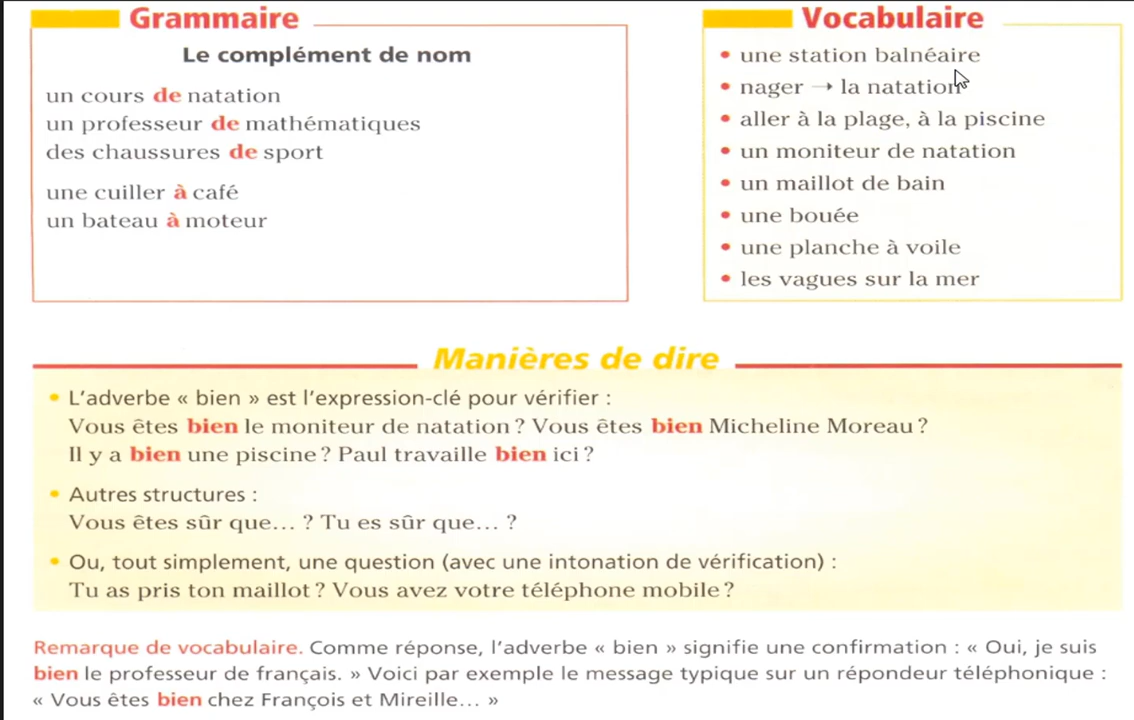 Grammaire
Le complément de nom
un cours de natation
un professeur de mathématiques
des chaussures de sport
une cuiller à café
un bateau à moteur
Vocabulaire
• une station balnéaire
• nager → la natation
• aller à la plage, à la piscine
• un moniteur de natation
• un maillot de bain
• une bouée
• une planche à voile
• les vagues sur la mer
Manières de dire
• L'adverbe « bien » est l'expression-clé pour vérifier :
Vous êtes bien le moniteur de natation ? Vous êtes bien Micheline Moreau ?
Il y a bien une piscine ? Paul travaille bien ici ?
• Autres structures :
Vous êtes sûr que... ? Tu es sûr que... ?
• Ou, tout simplement, une question (avec une intonation de vérification) :
Tu as pris ton maillot ? Vous avez votre téléphone mobile ?
Remarque de vocabulaire. Comme réponse, l'adverbe « bien » signifie une confirmation : « Oui, je suis
bien le professeur de français. » Voici par exemple le message typique sur un répondeur téléphonique :
« Vous êtes bien chez François et Mireille... »